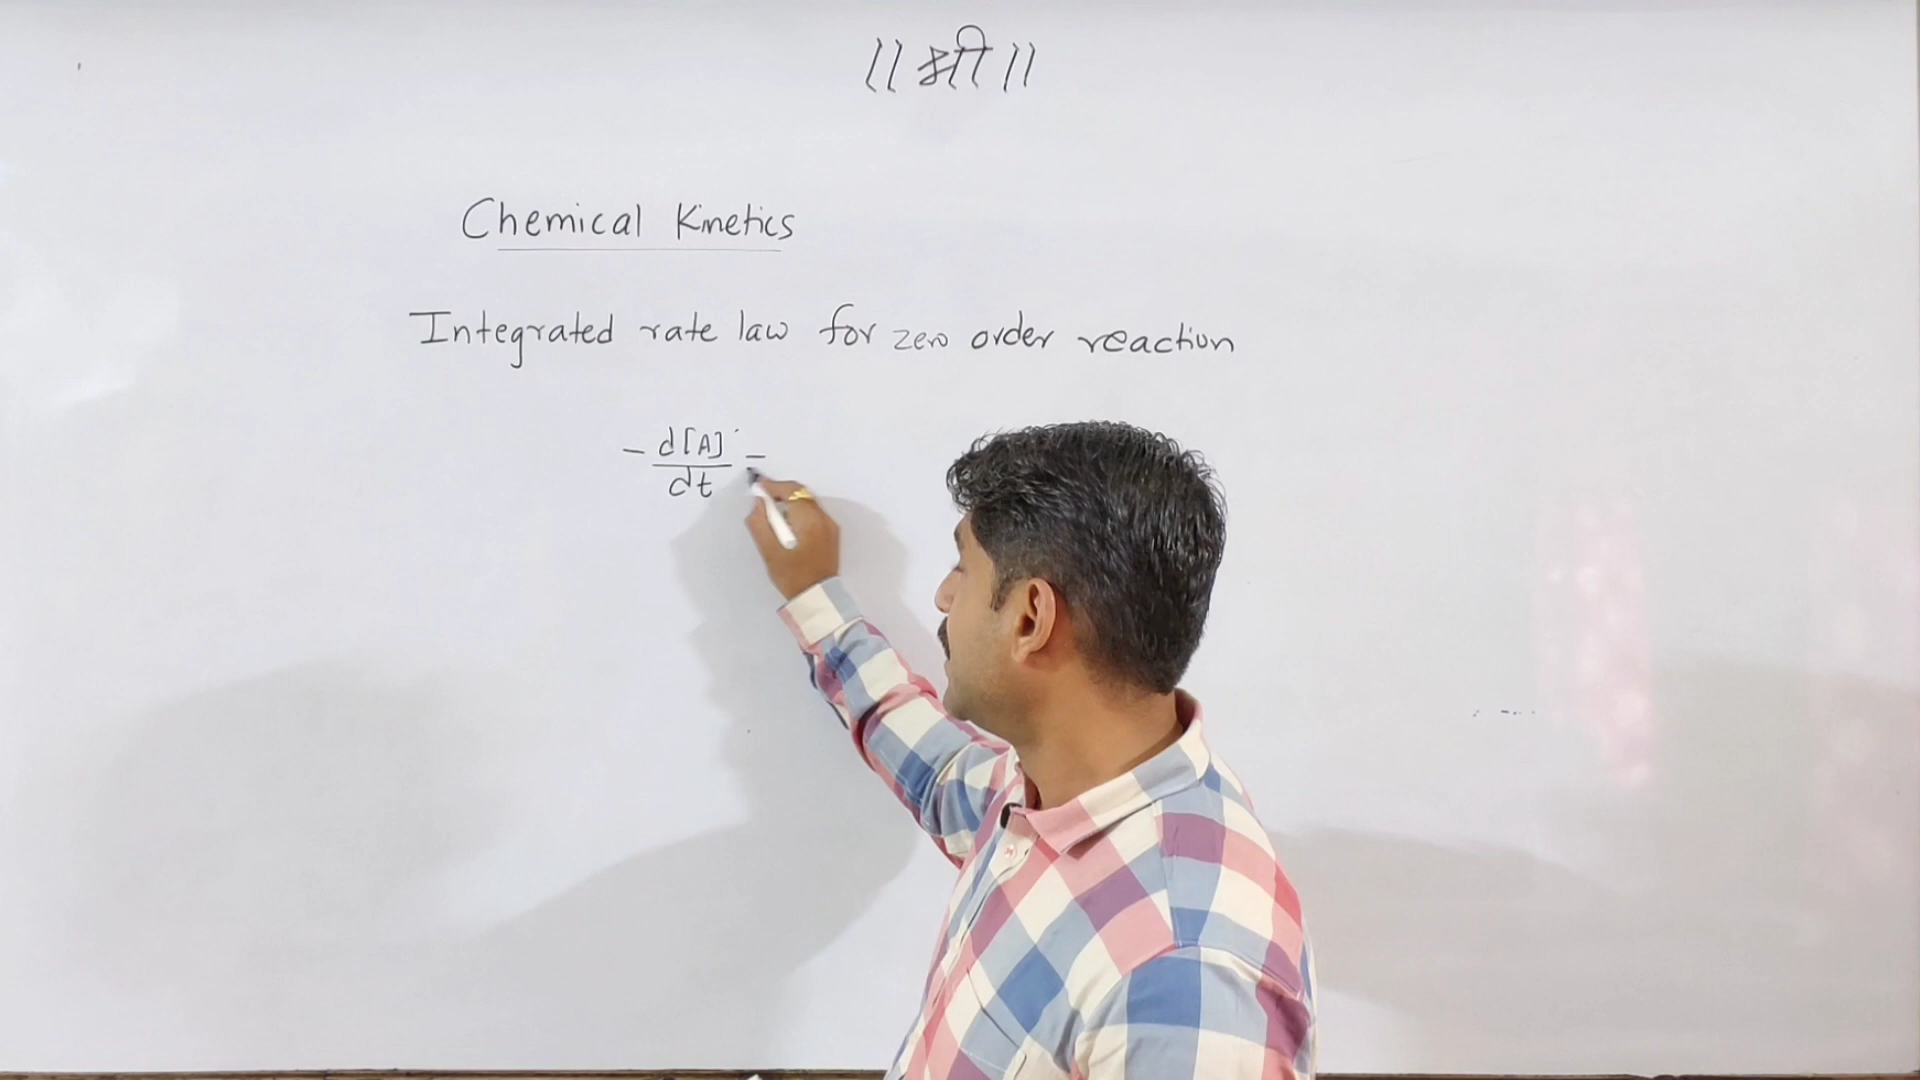 ॥ श्री ॥
Chemical Kinetics
Integrated rate law for zero order reaction
- d[A]/dt =